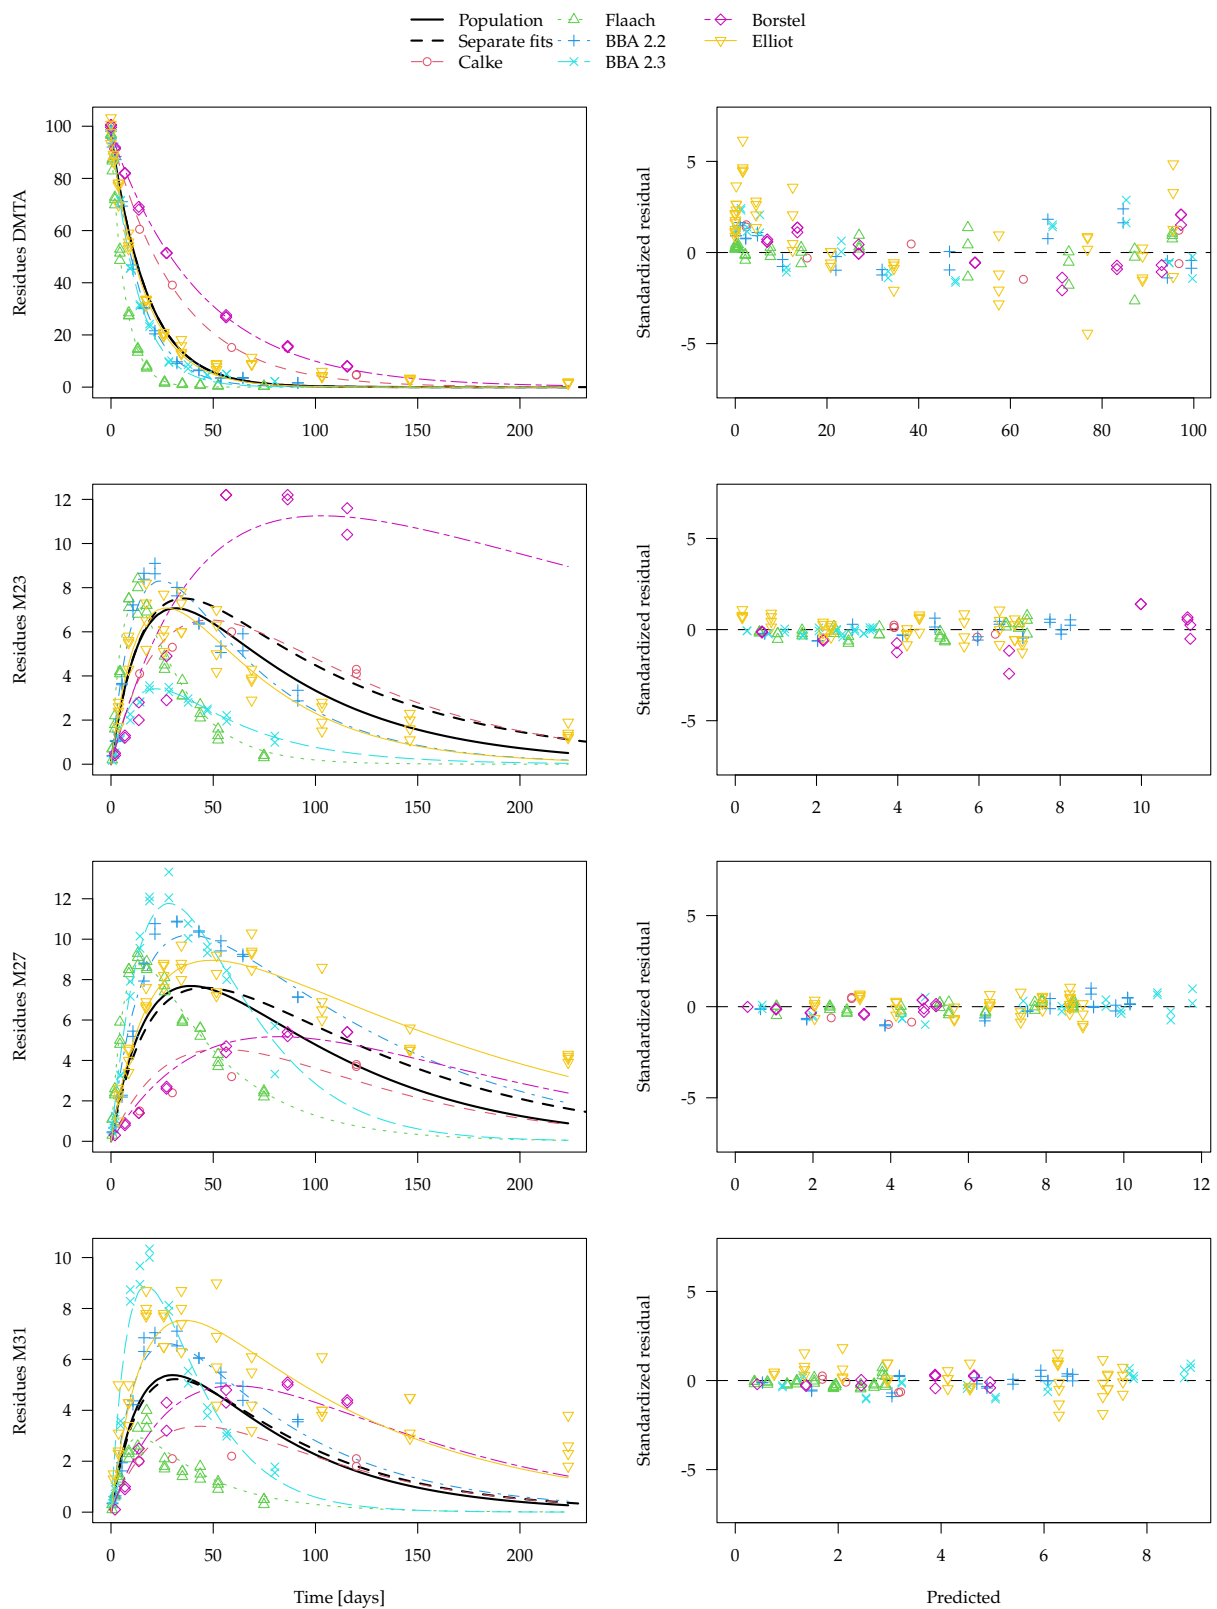 Population Flaach Borstel
Separate fits BBA 2.2 Elliot
Calke BBA 2.3
Residues DMTA
100
80
60
40
20
0
0 50 100 150 200
Standardized residual
5
0
-5
0 20 40 60 80 100
Residues M23
12
10
8
6
4
2
0
0 50 100 150 200
Standardized residual
5
0
-5
0 2 4 6 8 10
Residues M27
12
10
8
6
4
2
0
0 50 100 150 200
Standardized residual
5
0
-5
0 2 4 6 8 10 12
Residues M31
10
8
6
4
2
0
0 50 100 150 200
Time [days]
Standardized residual
5
0
-5
0 2 4 6 8
Predicted